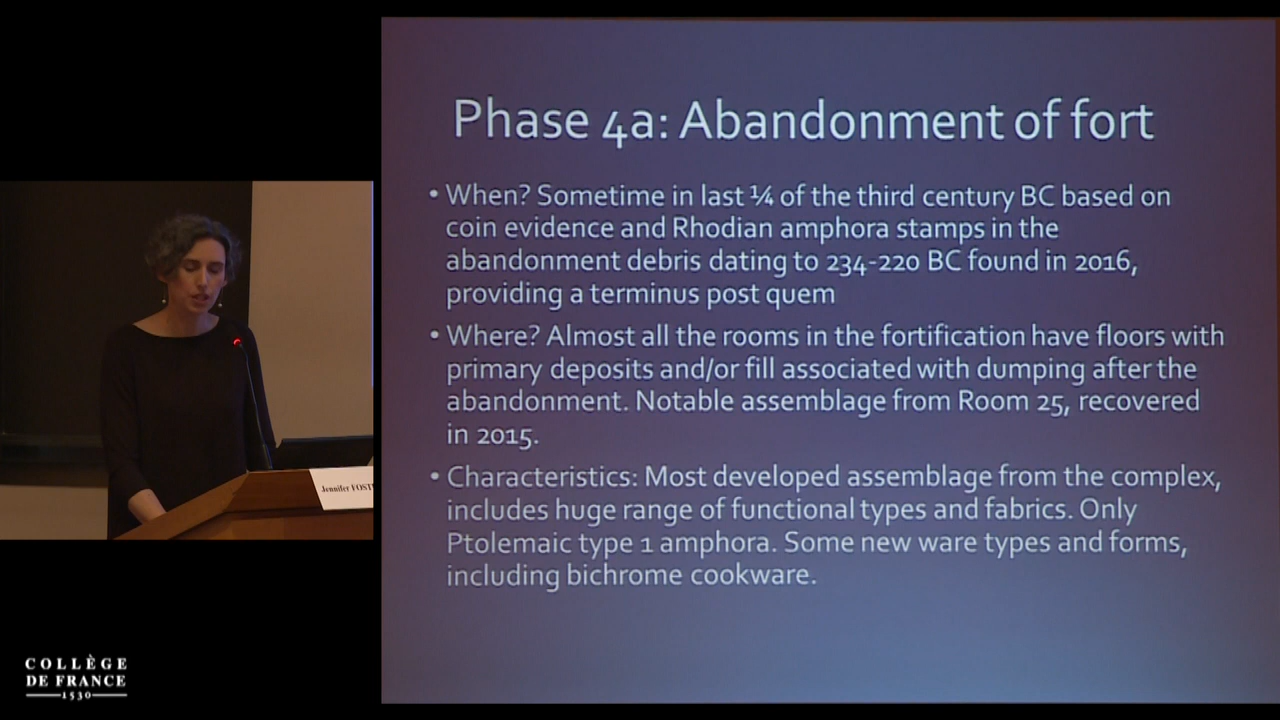 Phase 4a: Abandonment of fort
• When? Sometime in last ¼ of the third century BC based on
coin evidence and Rhodian amphora stamps in the
abandonment debris dating to 234-220 BC found in 2016,
providing a terminus post quem
• Where? Almost all the rooms in the fortification have floors with
primary deposits and/or fill associated with dumping after the
abandonment. Notable assemblage from Room 25, recovered
in 2015.
• Characteristics: Most developed assemblage from the complex,
includes huge range of functional types and fabrics. Only
Ptolemaic type 1 amphora. Some new ware types and forms,
including bichrome cookware.
Jennifer FOST
COLLÈGE
DE FRANCE
1530